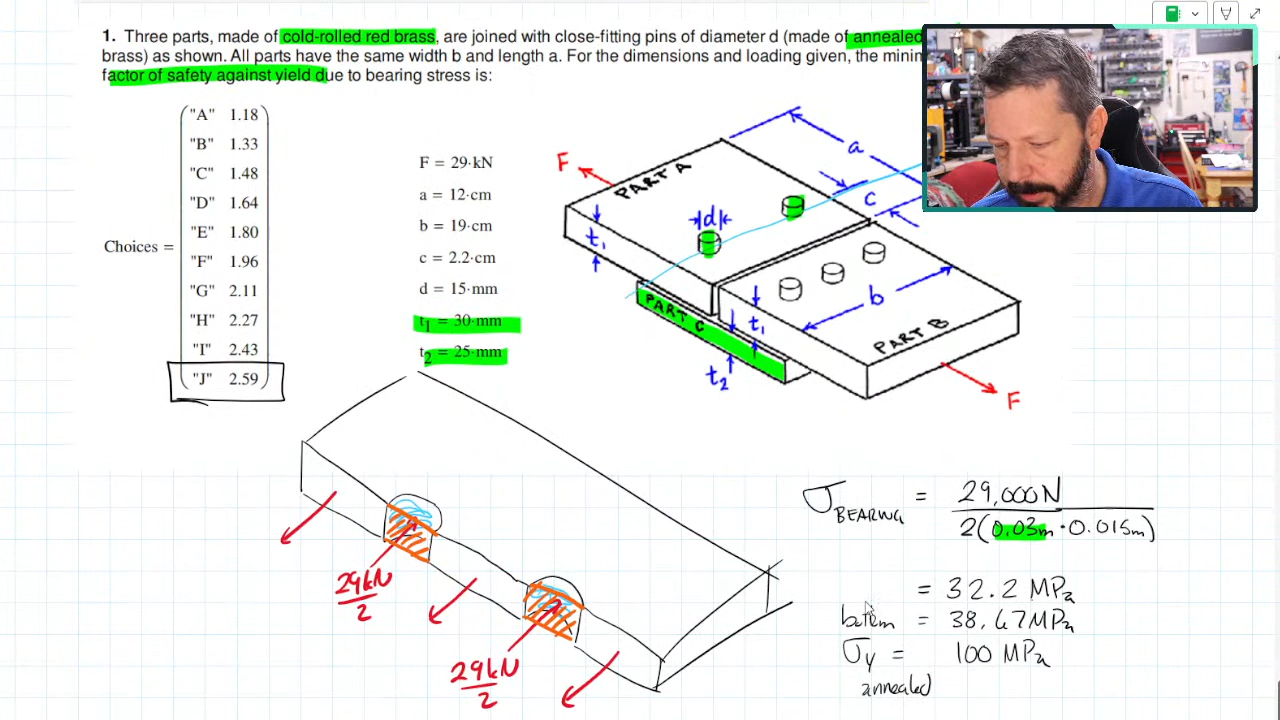 1. Three parts, made of cold-rolled red brass, are joined with close-fitting pins of diameter d (made of annealed
brass) as shown. All parts have the same width b and length a. For the dimensions and loading given, the
factor of safety against yield due to bearing stress is:
Choices =
"A" 1.18
"B" 1.33
"C" 1.48
"D" 1.64
"E" 1.80
"F" 1.96
"G" 2.11
"H" 2.27
"I" 2.43
"J" 2.59
F = 29·kN
a = 12·cm
b = 19·cm
c = 2.2·cm
d = 15·mm
t1 = 30·mm
t2 = 25·mm
F
PART A
a
c
d
t1
PART C
t1
b
t2
PART B
F
29kN
2
29kN
2
σ BEARING = 29,000N
2(0.03m · 0.015m)
= 32.2 MPa
= 38.67MPa
σy = 100 MPa
annealed